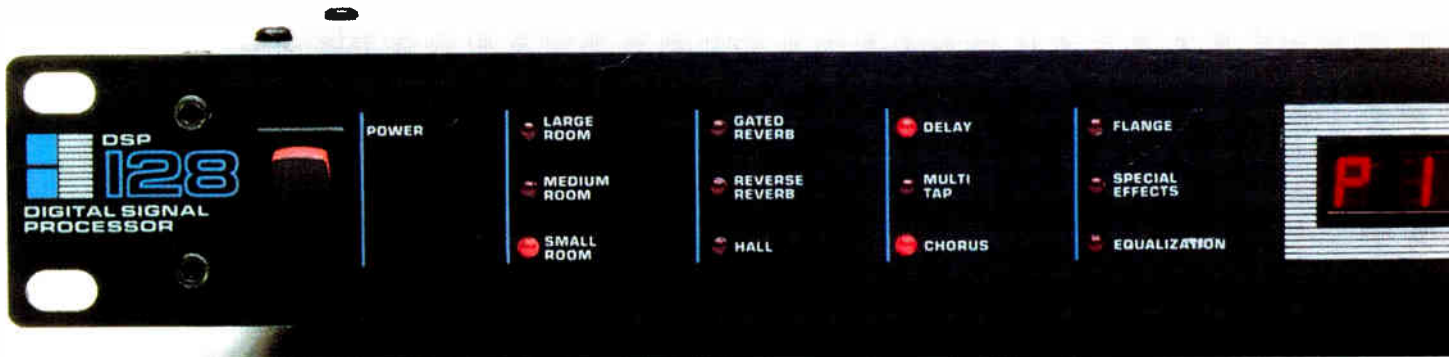 DSP
128
DIGITAL SIGNAL
PROCESSOR
POWER
LARGE
ROOM
MEDIUM
ROOM
SMALL
ROOM
GATED
REVERB
REVERSE
REVERB
HALL
DELAY
MULTI
TAP
CHORUS
FLANGE
SPECIAL
EFFECTS
EQUALIZATION
P 1